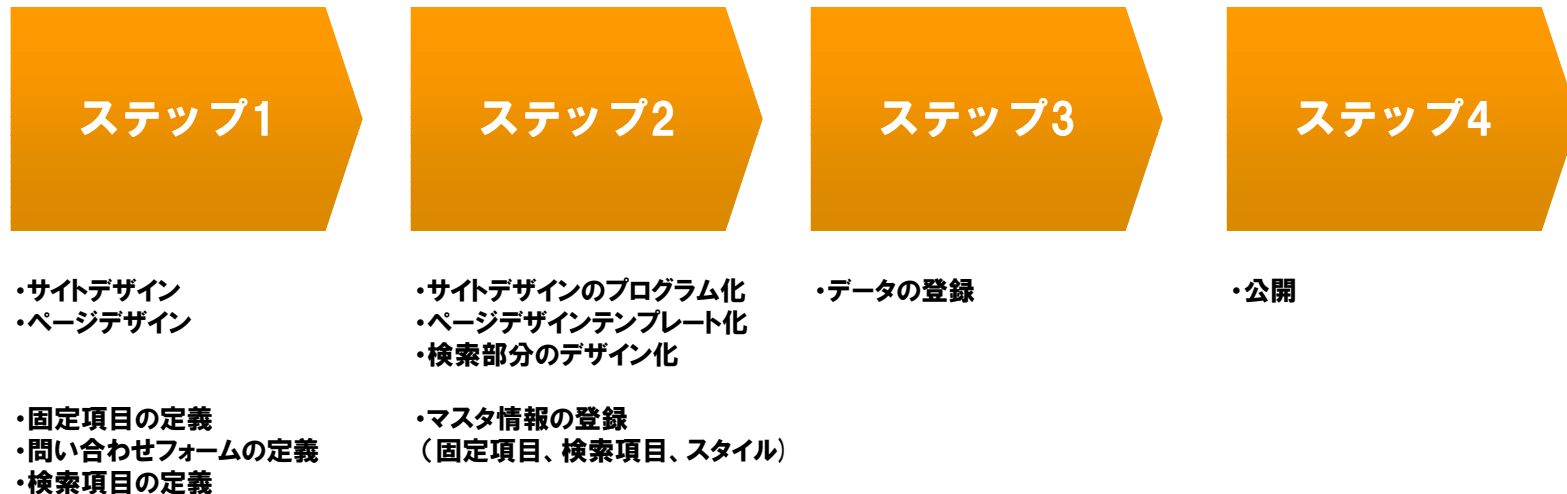 ステップ1
ステップ2
ステップ3
ステップ4
・サイトデザイン
・ページデザイン
・固定項目の定義
・問い合わせフォームの定義
・検索項目の定義
・サイトデザインのプログラム化
・ページデザインテンプレート化
・検索部分のデザイン化
・マスタ情報の登録
（固定項目、検索項目、スタイル)
・データの登録
・公開